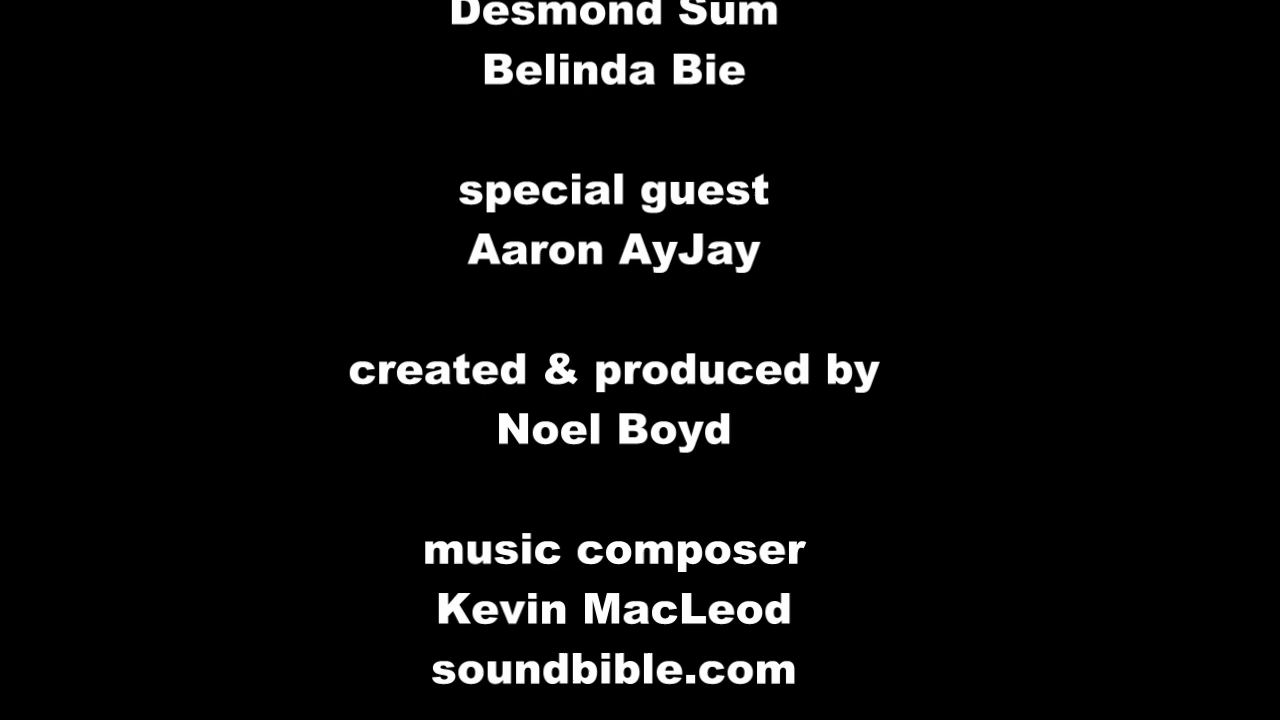 Desmond Sum
Belinda Bie
special guest
Aaron AyJay
created & produced by
Noel Boyd
music composer
Kevin MacLeod
soundbible.com